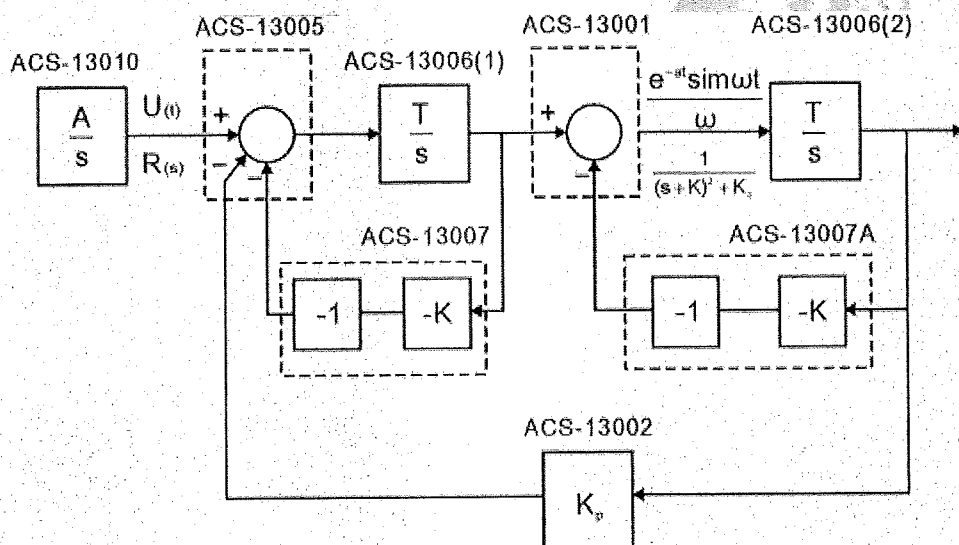 ACS-13005
ACS-13001
ACS-13006(2)
ACS-13010
ACS-13006(1)
A
s
U(t)
R(s)
+
-
-
T
s
+
-
e^-at simωt
ω
1
(s+K)²+Kp
T
s
ACS-13007
ACS-13007A
-1
-K
-1
-K
ACS-13002
Kp